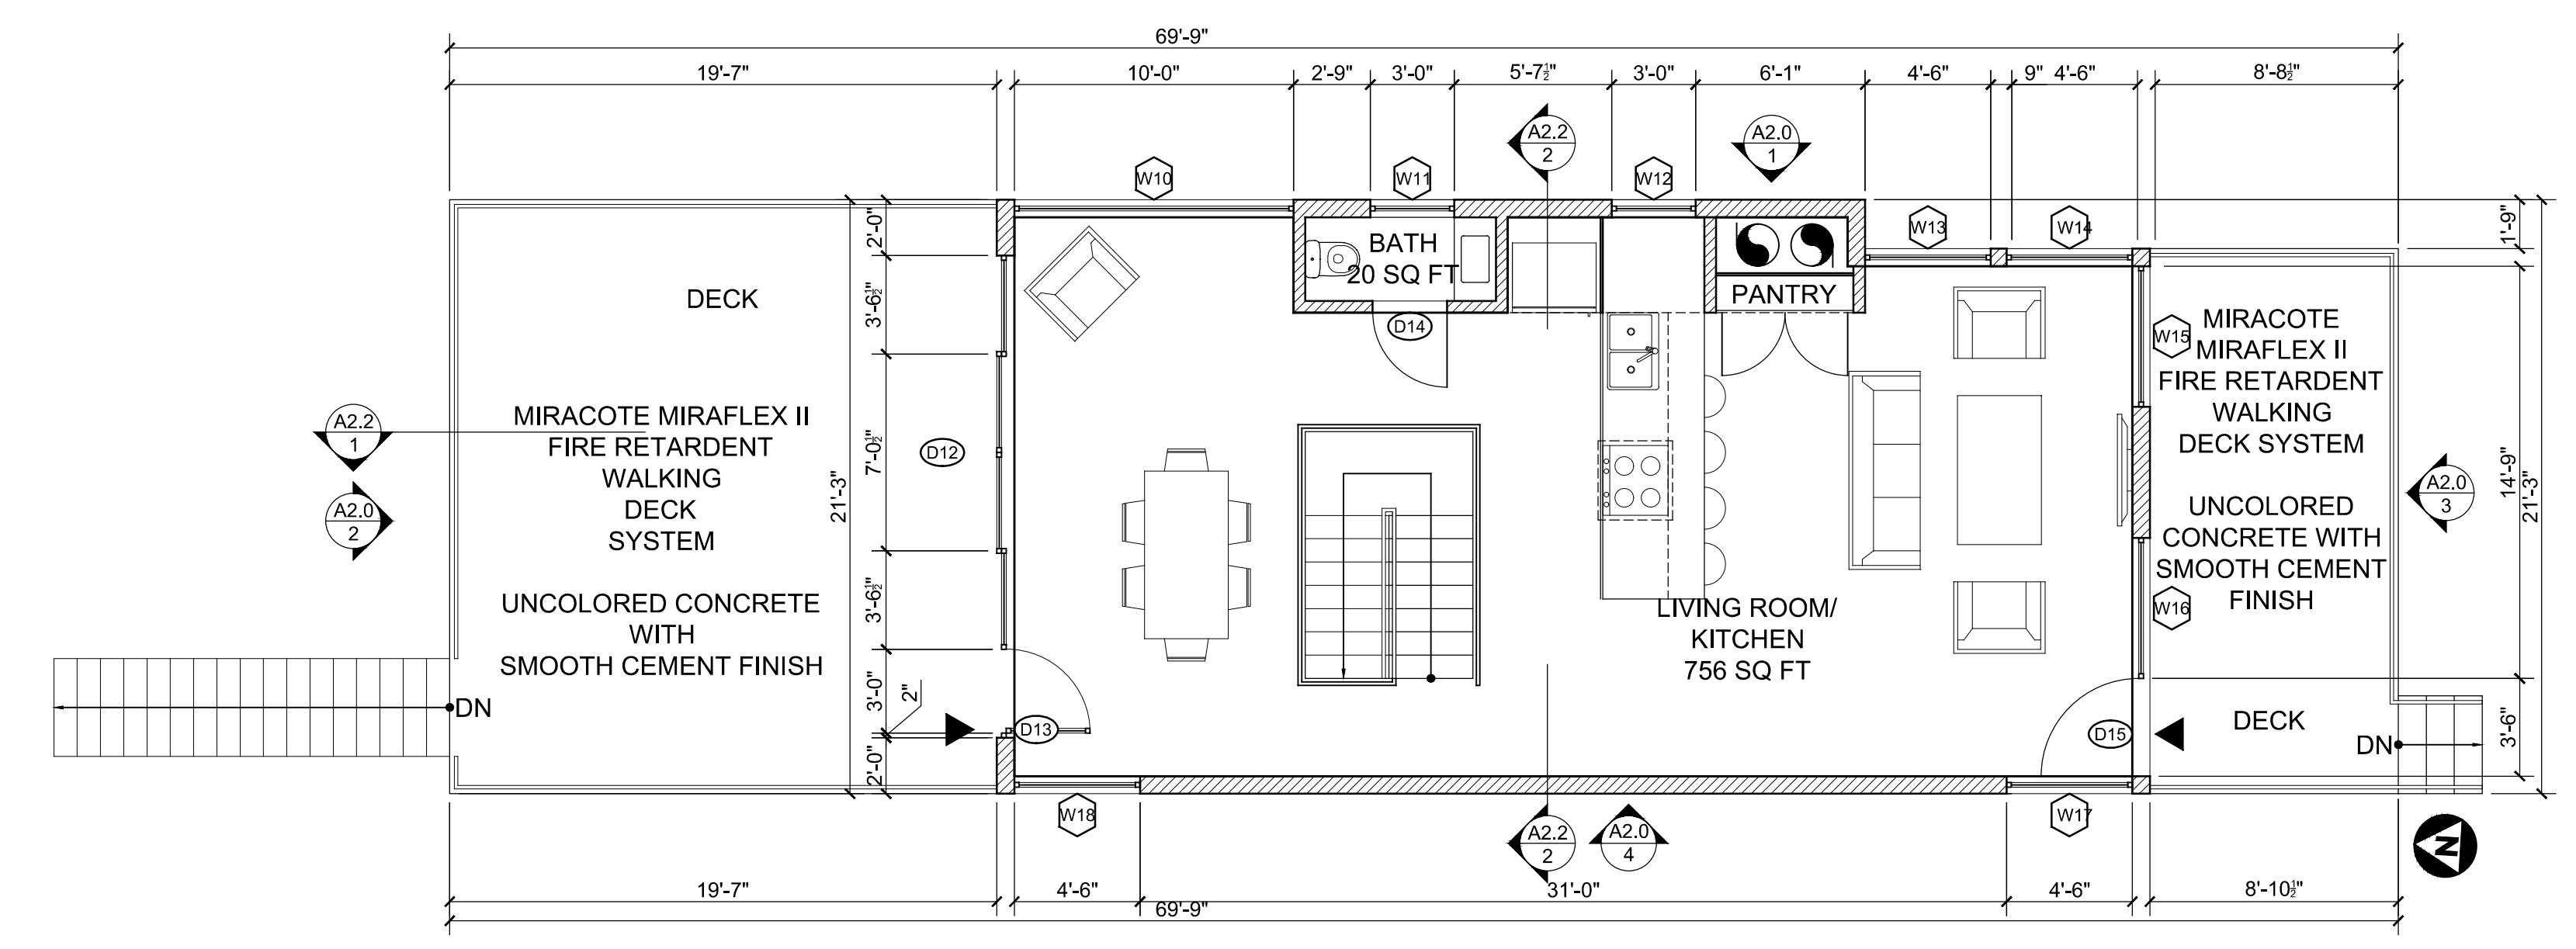 69'-9"
19'-7" 10'-0" 2'-9" 3'-0" 5'-7½" 3'-0" 6'-1" 4'-6" 9" 4'-6" 8'-8½"
A2.2
2
A2.0
1
W10 W11 W12
W13 W14
1'-9"
2'-0"
BATH
20 SQ FT
PANTRY
DECK
3'-6½"
D14
W15
MIRACOTE
MIRAFLEX II
FIRE RETARDENT
WALKING
DECK SYSTEM
UNCOLORED
CONCRETE WITH
SMOOTH CEMENT
FINISH
W16
A2.2
1
A2.0
2
MIRACOTE MIRAFLEX II
FIRE RETARDENT
WALKING
DECK
SYSTEM
UNCOLORED CONCRETE
WITH
SMOOTH CEMENT FINISH
21'-3"
7'-0½"
D12
3'-6½"
A2.0
3
14'-9"
21'-3"
LIVING ROOM/
KITCHEN
756 SQ FT
DN
3'-0"
2"
D13
D15
DECK
DN
3'-6"
2'-0"
W18
A2.2
2
A2.0
4
W17
N
19'-7" 4'-6" 31'-0" 4'-6" 8'-10½"
69'-9"